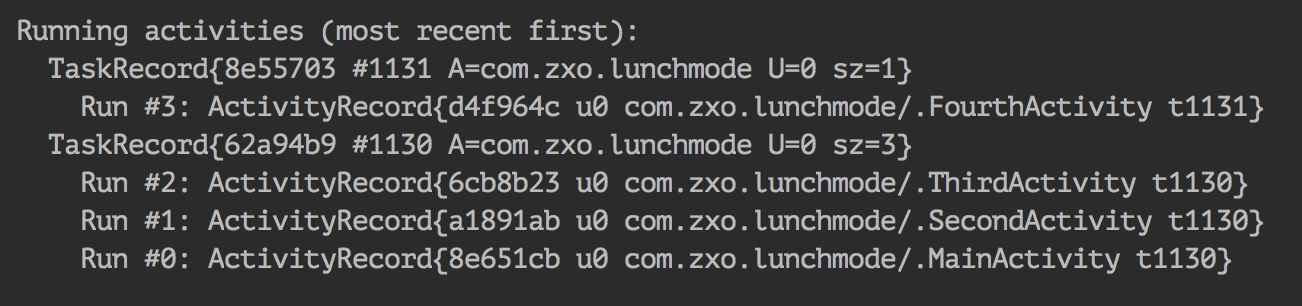 Running activities (most recent first):
TaskRecord{8e55703 #1131 A=com.zxo.lunchmode U=0 sz=1}
Run #3: ActivityRecord{d4f964c u0 com.zxo.lunchmode/.FourthActivity t1131}
TaskRecord{62a94b9 #1130 A=com.zxo.lunchmode U=0 sz=3}
Run #2: ActivityRecord{6cb8b23 u0 com.zxo.lunchmode/.ThirdActivity t1130}
Run #1: ActivityRecord{a1891ab u0 com.zxo.lunchmode/.SecondActivity t1130}
Run #0: ActivityRecord{8e651cb u0 com.zxo.lunchmode/.MainActivity t1130}